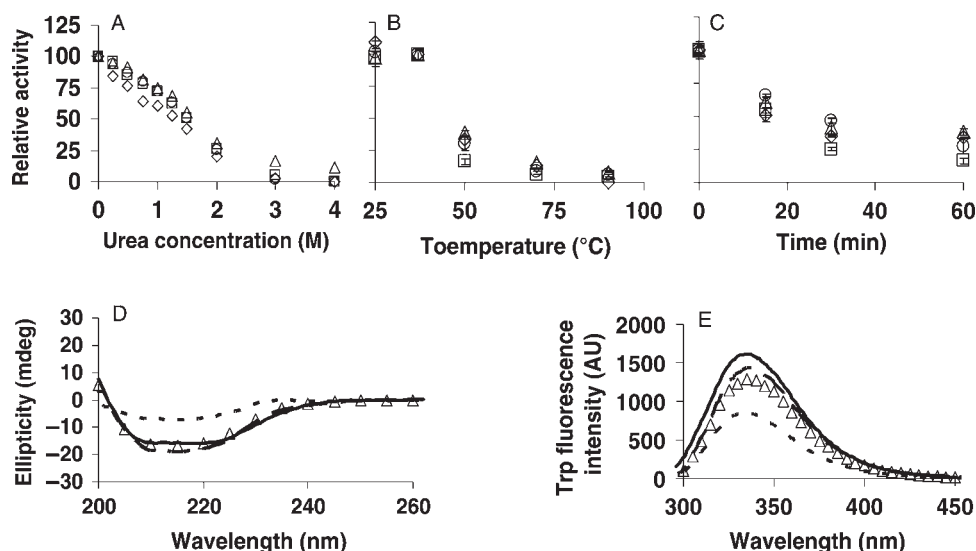 A
B
C
Relative activity
125
100
75
50
25
0
0 1 2 3 4
25 50 75 100
0 20 40 60
Urea concentration (M)
Toemperature (°C)
Time (min)
D
E
Ellipticity (mdeg)
30
20
10
0
−10
−20
−30
200 220 240 260
Wavelength (nm)
Trp fluorescence
intensity (AU)
2000
1500
1000
500
0
300 350 400 450
Wavelength (nm)